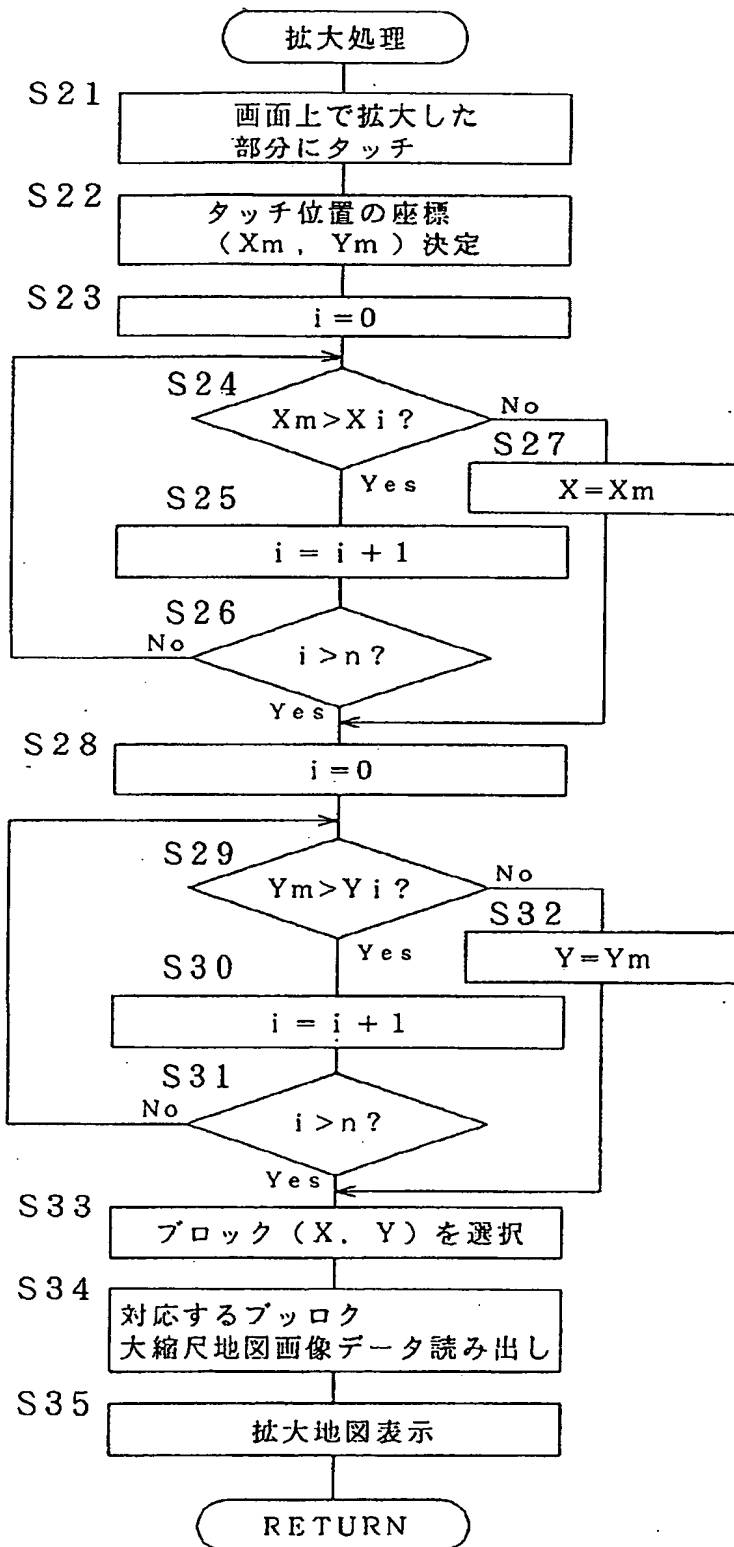 拡大処理
S21
画面上で拡大した
部分にタッチ
S22
タッチ位置の座標
(Xm, Ym)決定
S23
i=0
S24
Xm>Xi?
No
S27
X=Xm
Yes
S25
i=i+1
S26
No
i>n?
Yes
S28
i=0
S29
Ym>Yi?
No
S32
Y=Ym
Yes
S30
i=i+1
S31
No
i>n?
Yes
S33
ブロック(X. Y)を選択
S34
対応するブッロク
大縮尺地図画像データ読み出し
S35
拡大地図表示
RETURN